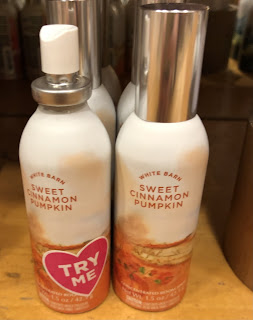 WHITE BARN
SWEET
CINNAMON
PUMPKIN
TRY
ME
WHITE BARN
SWEET
CINNAMON
PUMPKIN